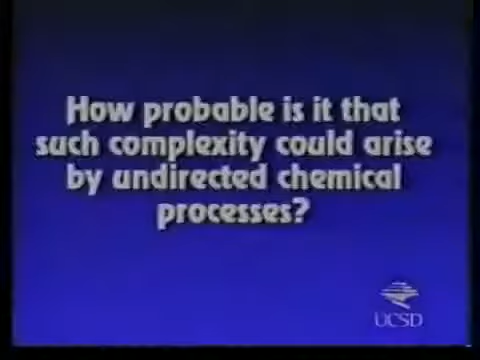 How probable is it that
such complexity could arise
by undirected chemical
processes?
UCSD